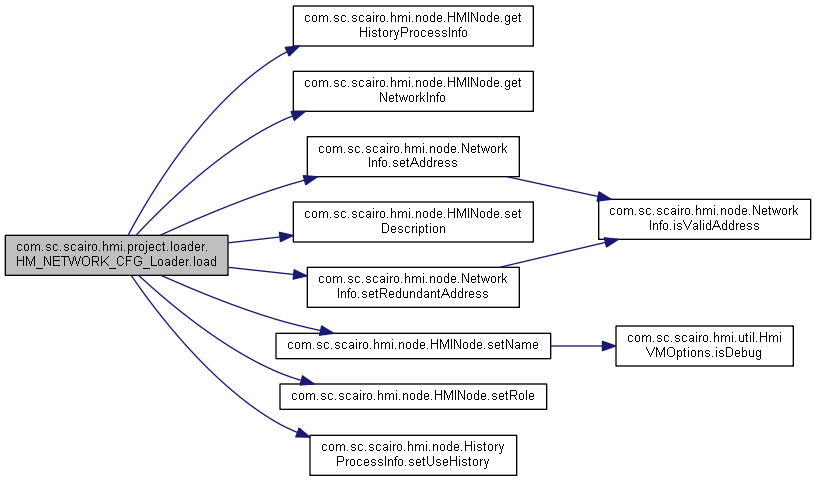 com.sc.scairo.hmi.node.HMINode.get
HistoryProcessInfo
com.sc.scairo.hmi.node.HMINode.get
NetworkInfo
com.sc.scairo.hmi.node.Network
Info.setAddress
com.sc.scairo.hmi.node.Network
Info.isValidAddress
com.sc.scairo.hmi.node.HMINode.set
Description
com.sc.scairo.hmi.project.loader.
HM_NETWORK_CFG_Loader.load
com.sc.scairo.hmi.node.Network
Info.setRedundantAddress
com.sc.scairo.hmi.node.HMINode.setName
com.sc.scairo.hmi.util.Hmi
VMOptions.isDebug
com.sc.scairo.hmi.node.HMINode.setRole
com.sc.scairo.hmi.node.History
ProcessInfo.setUseHistory